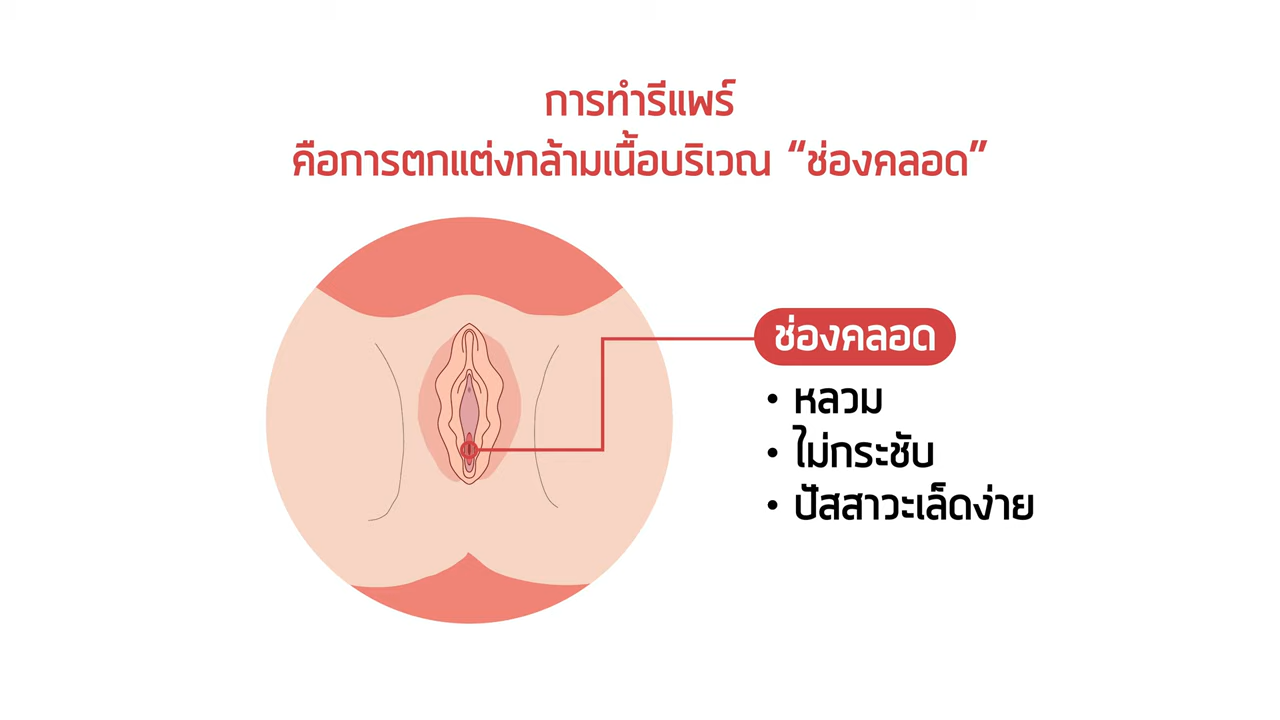 การทำรีแพร์
คือการตกแต่งกล้ามเนื้อบริเวณ “ช่องคลอด”
ช่องคลอด
• หลวม
• ไม่กระชับ
• ปัสสาวะเล็ดง่าย